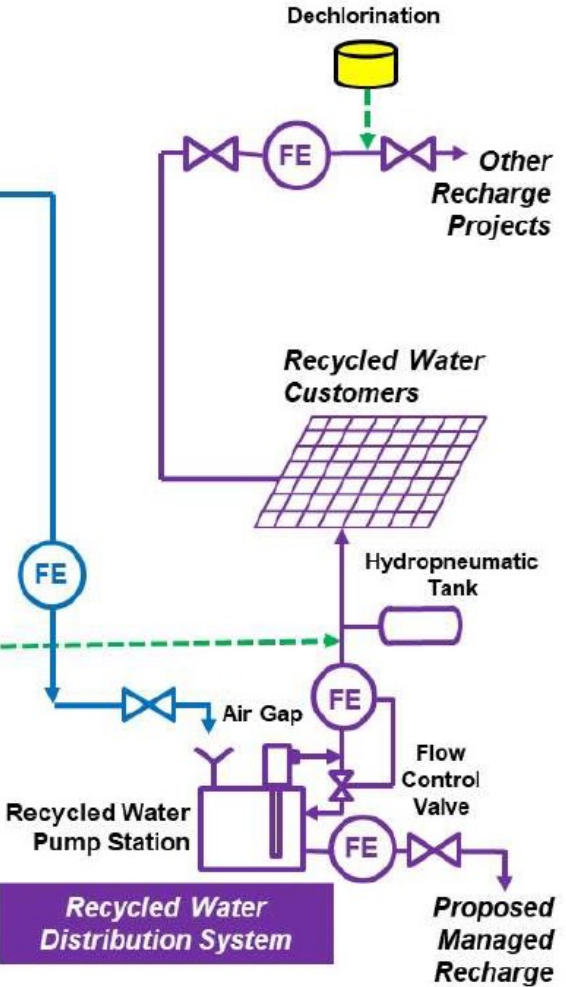 Dechlorination
FE
Other
Recharge
Projects
Recycled Water
Customers
FE
Hydropneumatic
Tank
FE
Air Gap
Flow
Control
Valve
Recycled Water
Pump Station
FE
Recycled Water
Distribution System
Proposed
Managed
Recharge